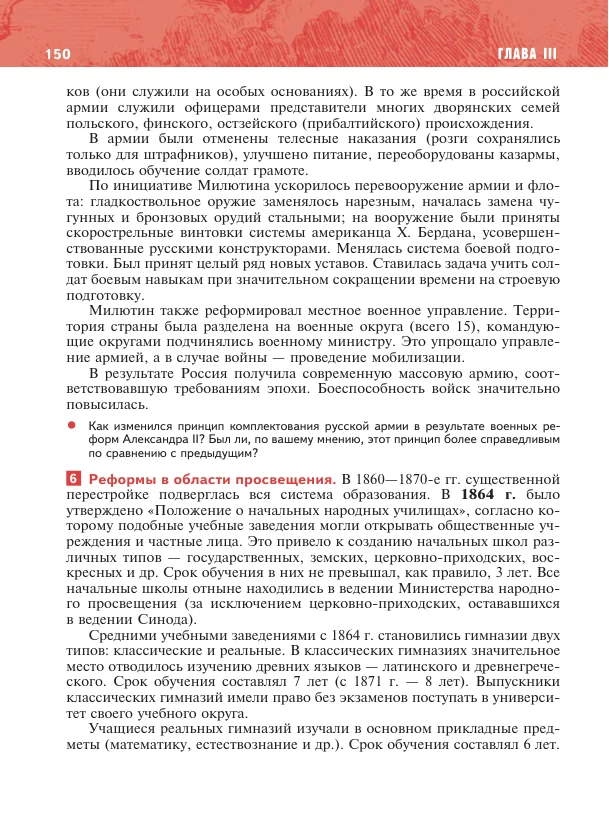 150
ГЛАВА III
ков (они служили на особых основаниях). В то же время в российской
армии служили офицерами представители многих дворянских семей
польского, финского, остзейского (прибалтийского) происхождения.
В армии были отменены телесные наказания (розги сохранялись
только для штрафников), улучшено питание, переоборудованы казармы,
вводилось обучение солдат грамоте.
По инициативе Милютина ускорилось перевооружение армии и фло-
та: гладкоствольное оружие заменялось нарезным, началась замена чу-
гунных и бронзовых орудий стальными; на вооружение были приняты
скорострельные винтовки системы американца Х. Бердана, усовершен-
ствованные русскими конструкторами. Менялась система боевой подго-
товки. Был принят целый ряд новых уставов. Ставилась задача учить сол-
дат боевым навыкам при значительном сокращении времени на строевую
подготовку.
Милютин также реформировал местное военное управление. Терри-
тория страны была разделена на военные округа (всего 15), командую-
щие округами подчинялись военному министру. Это упрощало управле-
ние армией, а в случае войны — проведение мобилизации.
В результате Россия получила современную массовую армию, соот-
ветствовавшую требованиям эпохи. Боеспособность войск значительно
повысилась.
● Как изменился принцип комплектования русской армии в результате военных ре-
форм Александра II? Был ли, по вашему мнению, этот принцип более справедливым
по сравнению с предыдущим?
6 Реформы в области просвещения. В 1860—1870-е гг. существенной
перестройке подверглась вся система образования. В 1864 г. было
утверждено «Положение о начальных народных училищах», согласно ко-
торому подобные учебные заведения могли открывать общественные уч-
реждения и частные лица. Это привело к созданию начальных школ раз-
личных типов — государственных, земских, церковно-приходских, вос-
кресных и др. Срок обучения в них не превышал, как правило, 3 лет. Все
начальные школы отныне находились в ведении Министерства народно-
го просвещения (за исключением церковно-приходских, остававшихся
в ведении Синода).
Средними учебными заведениями с 1864 г. становились гимназии двух
типов: классические и реальные. В классических гимназиях значительное
место отводилось изучению древних языков — латинского и древнегрече-
ского. Срок обучения составлял 7 лет (с 1871 г. — 8 лет). Выпускники
классических гимназий имели право без экзаменов поступать в универси-
тет своего учебного округа.
Учащиеся реальных гимназий изучали в основном прикладные пред-
меты (математику, естествознание и др.). Срок обучения составлял 6 лет.